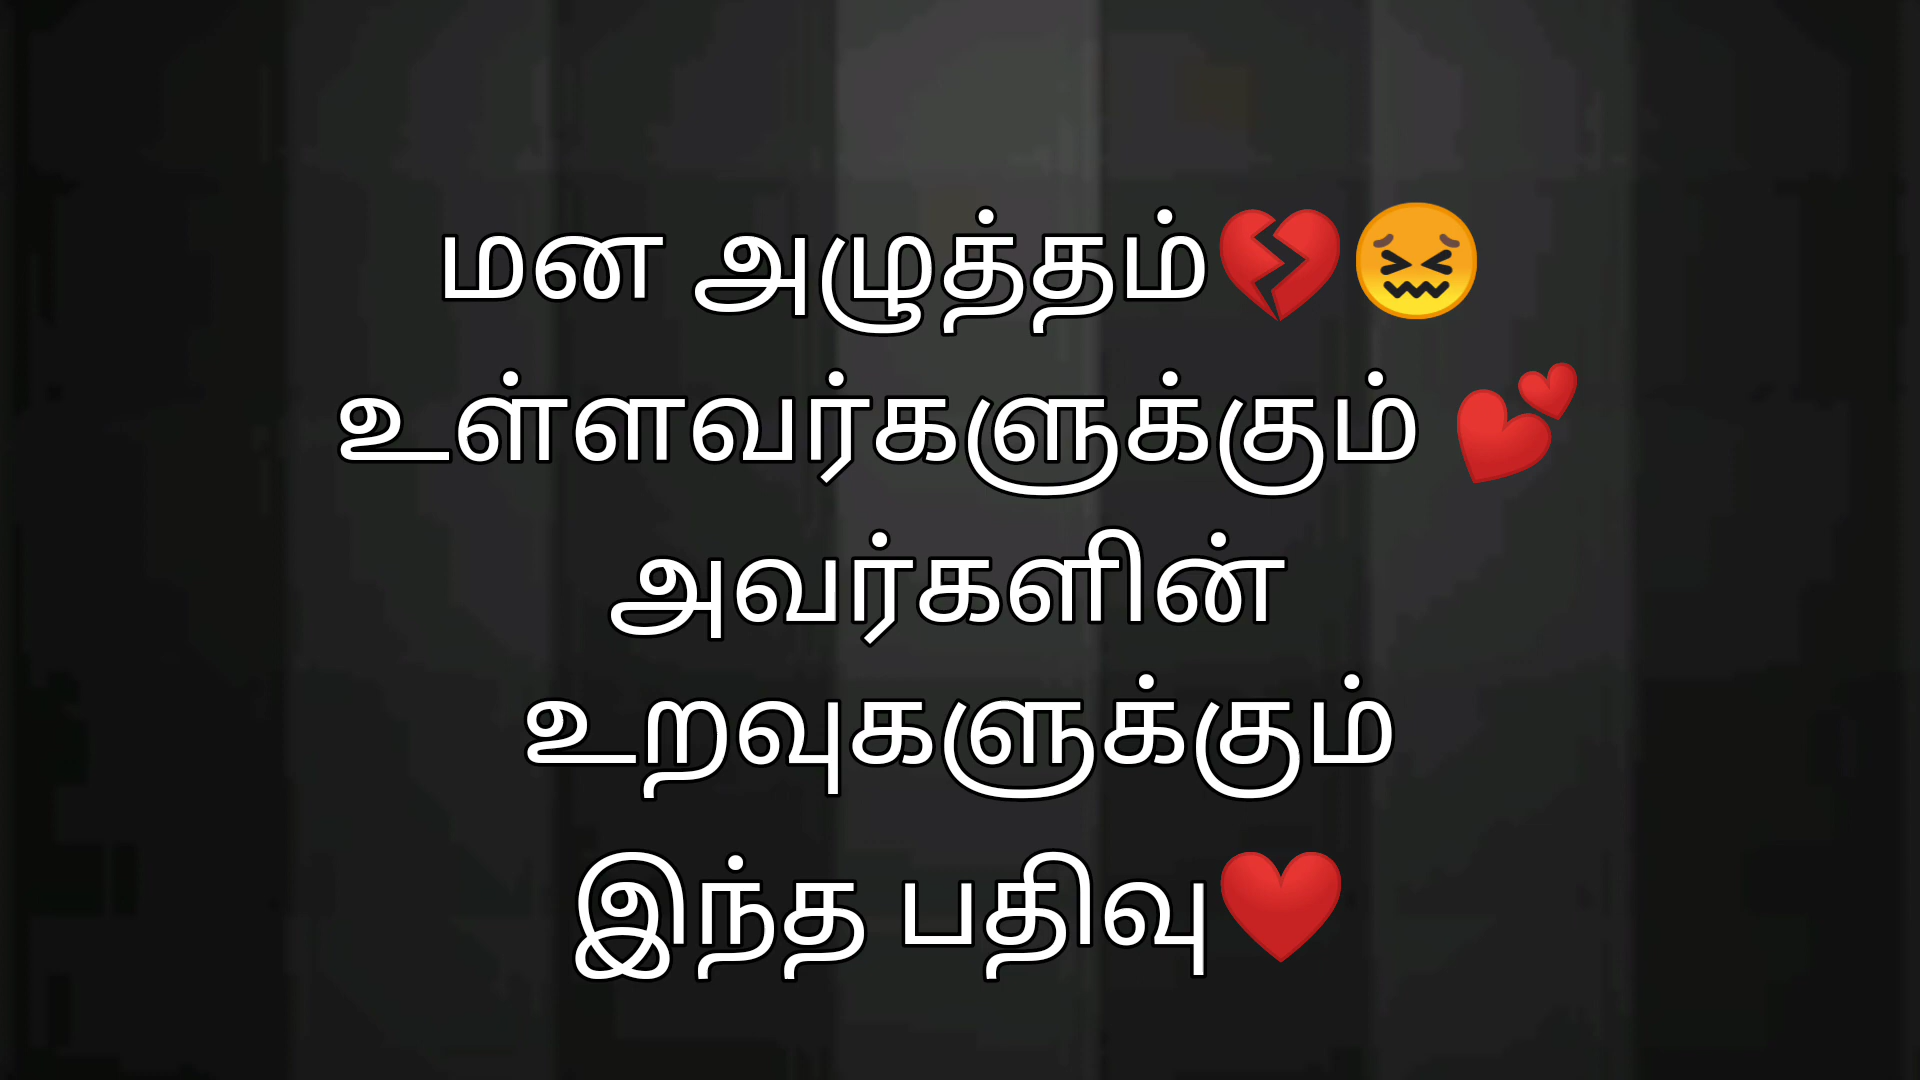 மன அழுத்தம்💔😖
உள்ளவர்களுக்கும் 💕
அவர்களின்
உறவுகளுக்கும்
இந்த பதிவு❤️